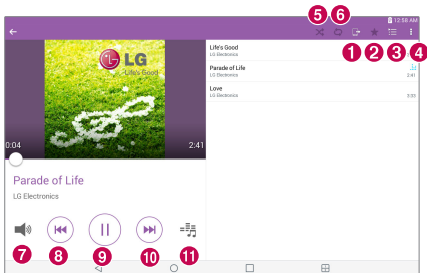 5 6
12:58 AM
1 2 3 4
LG
Life's Good
0:04
2:41
Life's Good
LG Electronics
Parade of Life
LG Electronics
2:41
Love
LG Electronics
3:03
Parade of Life
LG Electronics
7 8 9 10 11